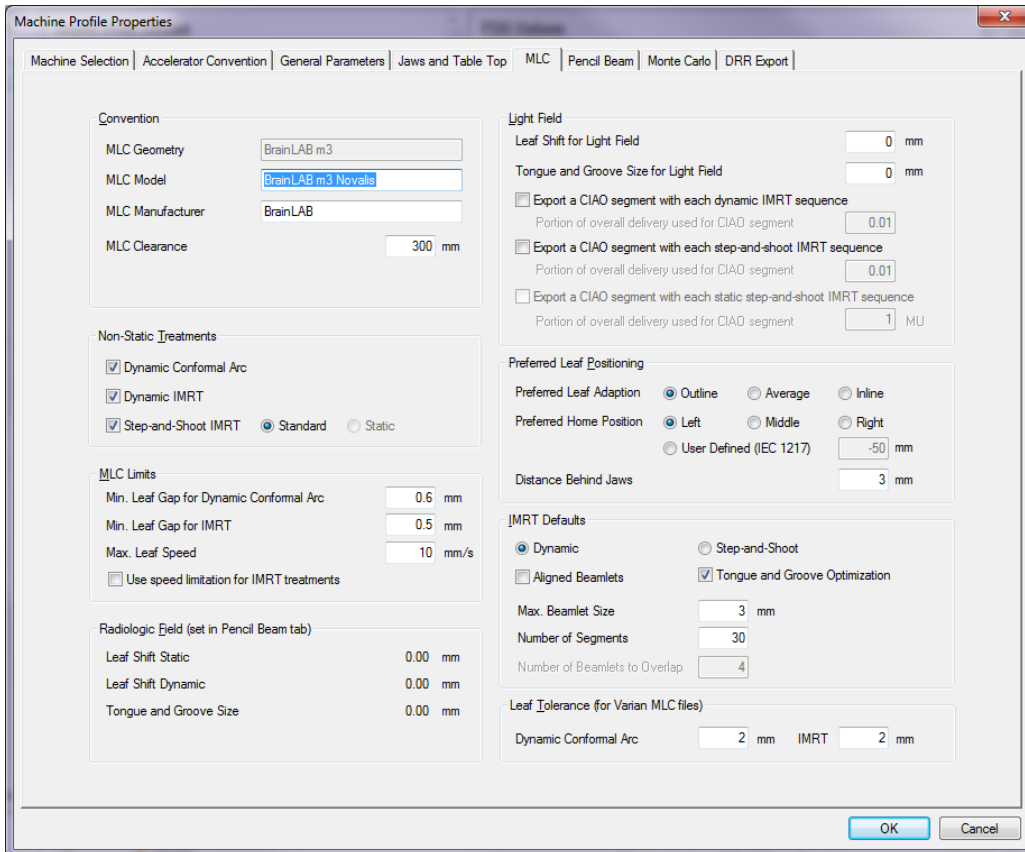 Machine Profile Properties
Machine Selection Accelerator Convention General Parameters Jaws and Table Top MLC Pencil Beam Monte Carlo DRR Export
Convention
MLC Geometry BrainLAB m3
MLC Model BrainLAB m3 Novalis
MLC Manufacturer BrainLAB
MLC Clearance 300 mm
Non-Static Treatments
Dynamic Conformal Arc
Dynamic IMRT
Step-and-Shoot IMRT Standard Static
MLC Limits
Min. Leaf Gap for Dynamic Conformal Arc 0.6 mm
Min. Leaf Gap for IMRT 0.5 mm
Max. Leaf Speed 10 mm/s
Use speed limitation for IMRT treatments
Radiologic Field (set in Pencil Beam tab)
Leaf Shift Static 0.00 mm
Leaf Shift Dynamic 0.00 mm
Tongue and Groove Size 0.00 mm
Light Field
Leaf Shift for Light Field 0 mm
Tongue and Groove Size for Light Field 0 mm
Export a CIAO segment with each dynamic IMRT sequence
Portion of overall delivery used for CIAO segment 0.01
Export a CIAO segment with each step-and-shoot IMRT sequence
Portion of overall delivery used for CIAO segment 0.01
Export a CIAO segment with each static step-and-shoot IMRT sequence
Portion of overall delivery used for CIAO segment 1 MU
Preferred Leaf Positioning
Preferred Leaf Adaption Outline Average Inline
Preferred Home Position Left Middle Right
User Defined (IEC 1217) -50 mm
Distance Behind Jaws 3 mm
IMRT Defaults
Dynamic Step-and-Shoot
Aligned Beamlets Tongue and Groove Optimization
Max. Beamlet Size 3 mm
Number of Segments 30
Number of Beamlets to Overlap 4
Leaf Tolerance (for Varian MLC files)
Dynamic Conformal Arc 2 mm IMRT 2 mm
OK Cancel